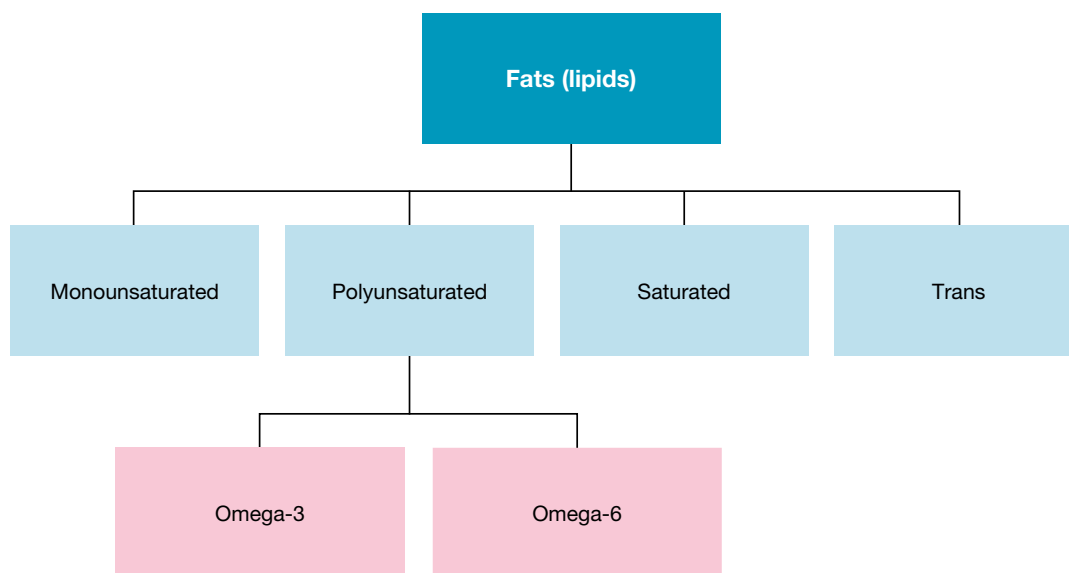 Fats (lipids)
Monounsaturated
Polyunsaturated
Saturated
Trans
Omega-3
Omega-6